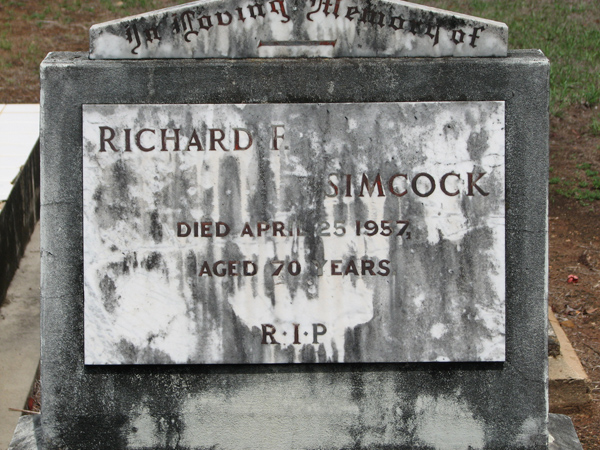 In Loving Memory of
RICHARD F.
SIMCOCK
DIED APRIL 25 1957,
AGED 70 YEARS
R·I·P